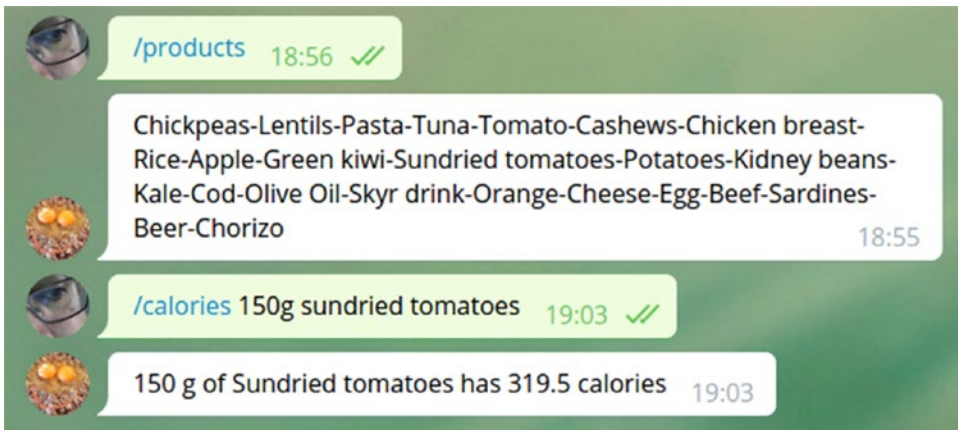 /products 18:56
Chickpeas-Lentils-Pasta-Tuna-Tomato-Cashews-Chicken breast-
Rice-Apple-Green kiwi-Sundried tomatoes-Potatoes-Kidney beans-
Kale-Cod-Olive Oil-Skyr drink-Orange-Cheese-Egg-Beef-Sardines-
Beer-Chorizo 18:55
/calories 150g sundried tomatoes 19:03
150 g of Sundried tomatoes has 319.5 calories 19:03